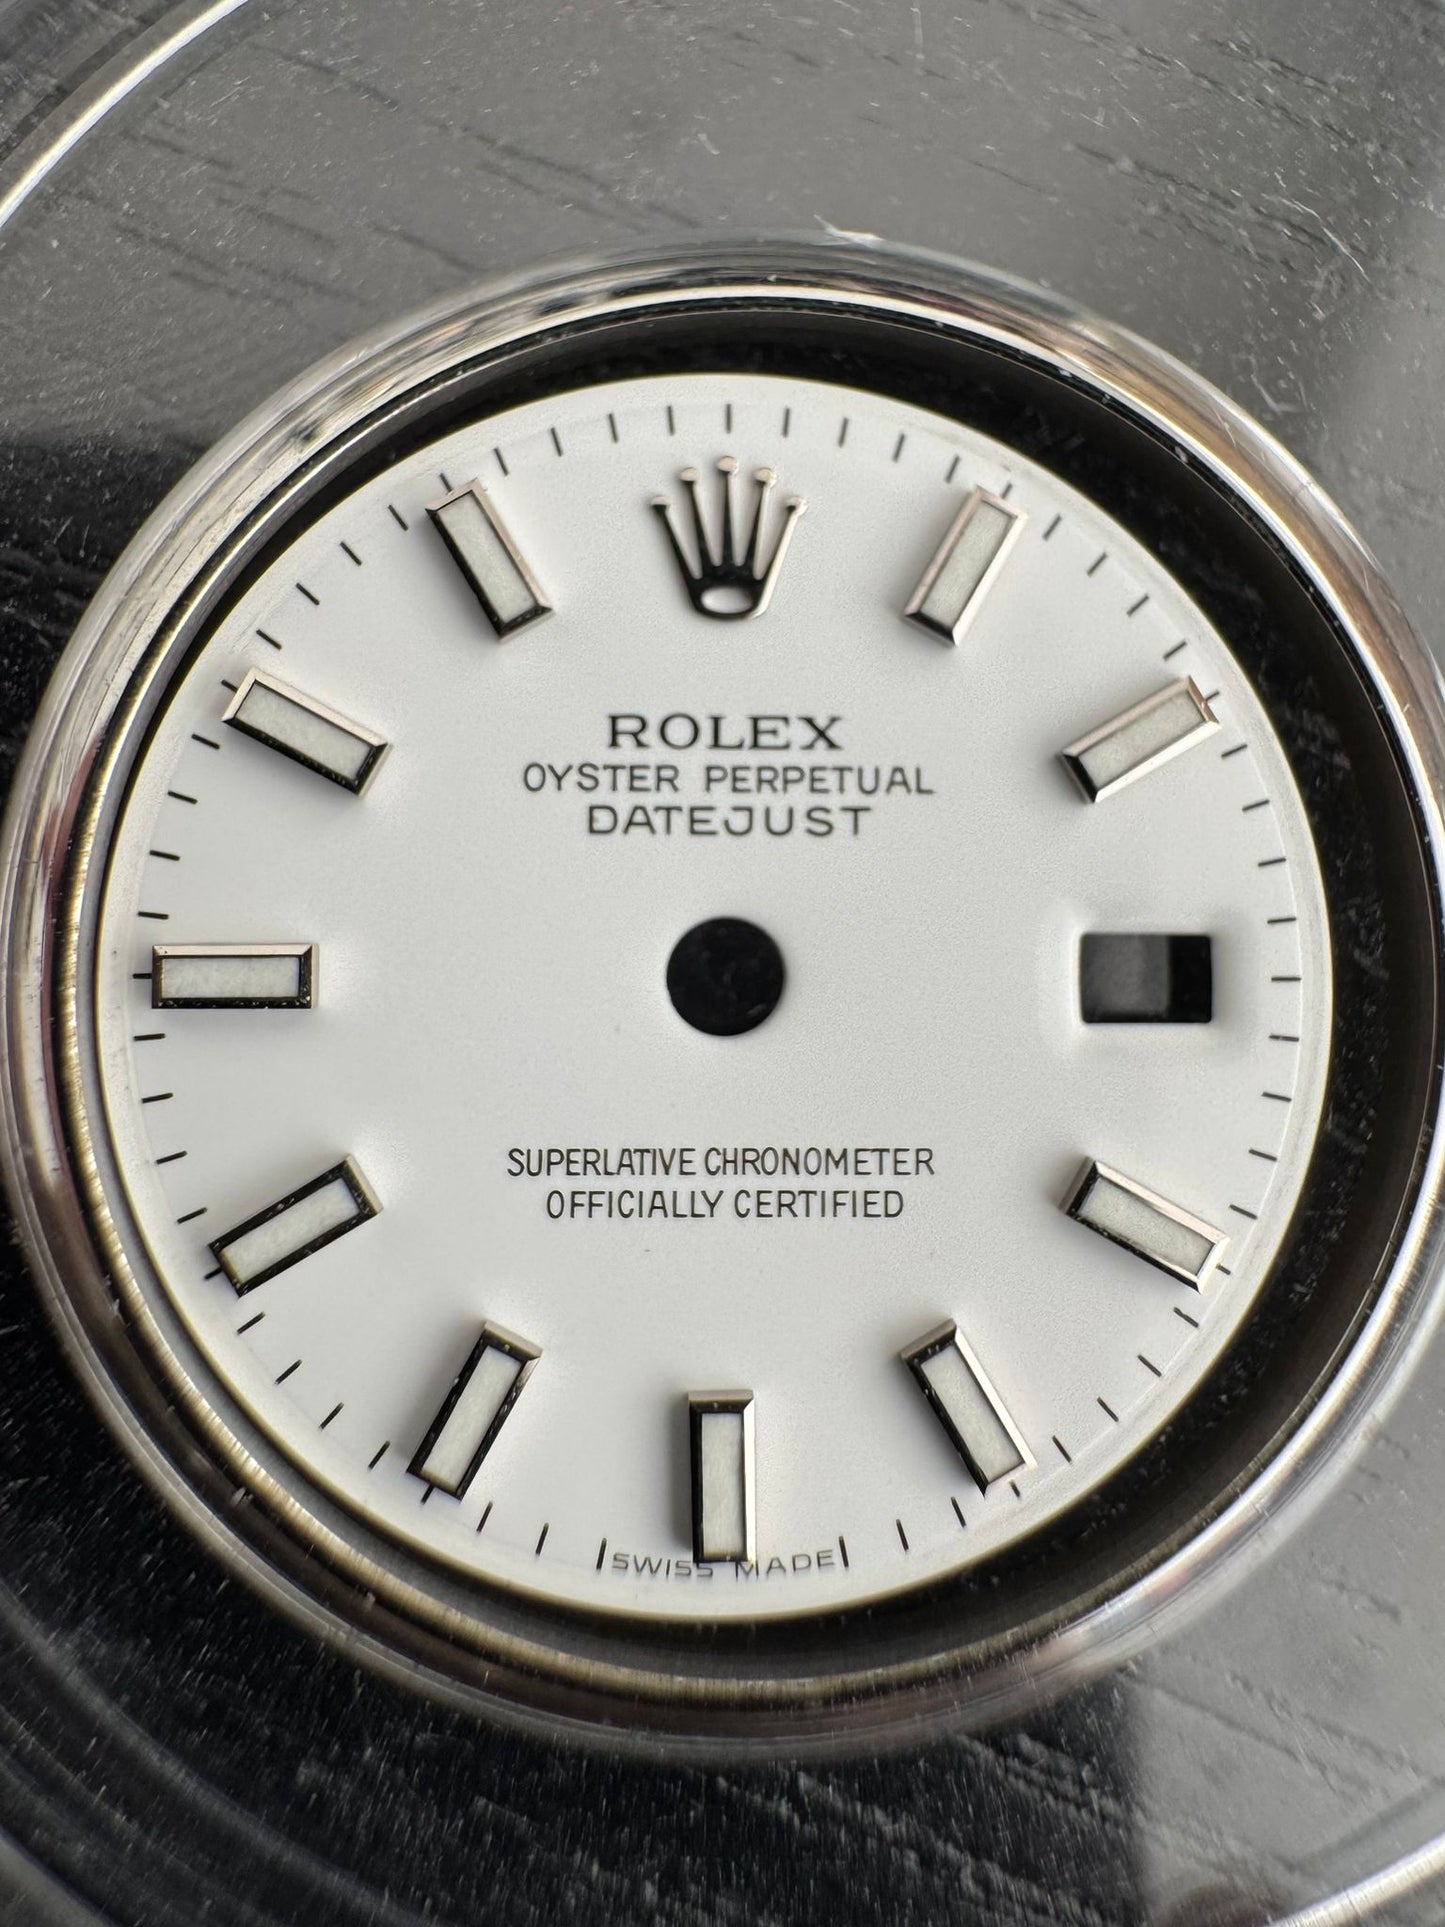 ROLEX
OYSTER PERPETUAL
DATEJUST
SUPERLATIVE CHRONOMETER
OFFICIALLY CERTIFIED
SWISS MADE